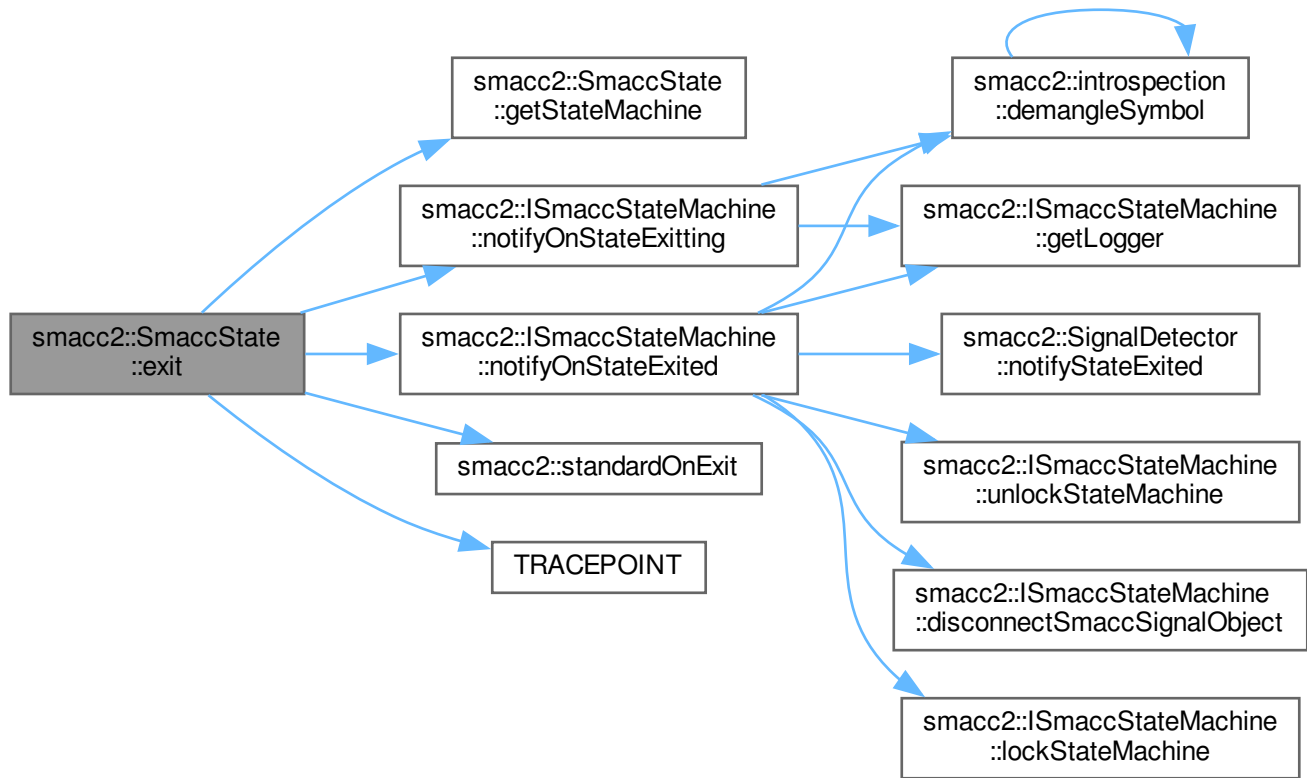 smacc2::SmaccState
::exit
smacc2::SmaccState
::getStateMachine
smacc2::ISmaccStateMachine
::notifyOnStateExitting
smacc2::ISmaccStateMachine
::notifyOnStateExited
smacc2::standardOnExit
TRACEPOINT
smacc2::introspection
::demangleSymbol
smacc2::ISmaccStateMachine
::getLogger
smacc2::SignalDetector
::notifyStateExited
smacc2::ISmaccStateMachine
::unlockStateMachine
smacc2::ISmaccStateMachine
::disconnectSmaccSignalObject
smacc2::ISmaccStateMachine
::lockStateMachine